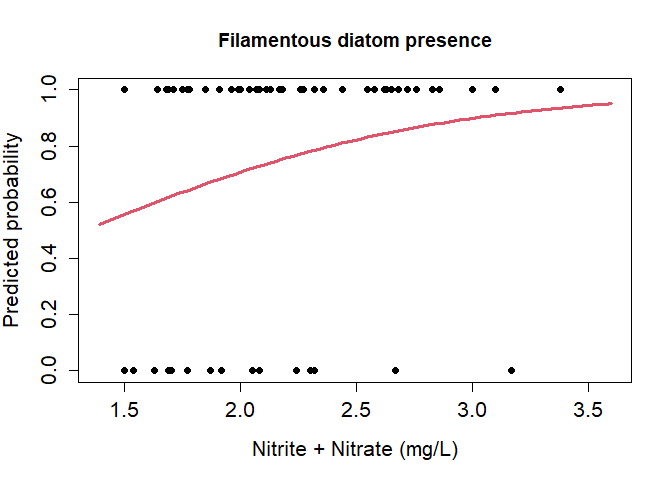 Filamentous diatom presence
Predicted probability
1.0
0.8
0.6
0.4
0.2
0.0
1.5 2.0 2.5 3.0 3.5
Nitrite + Nitrate (mg/L)